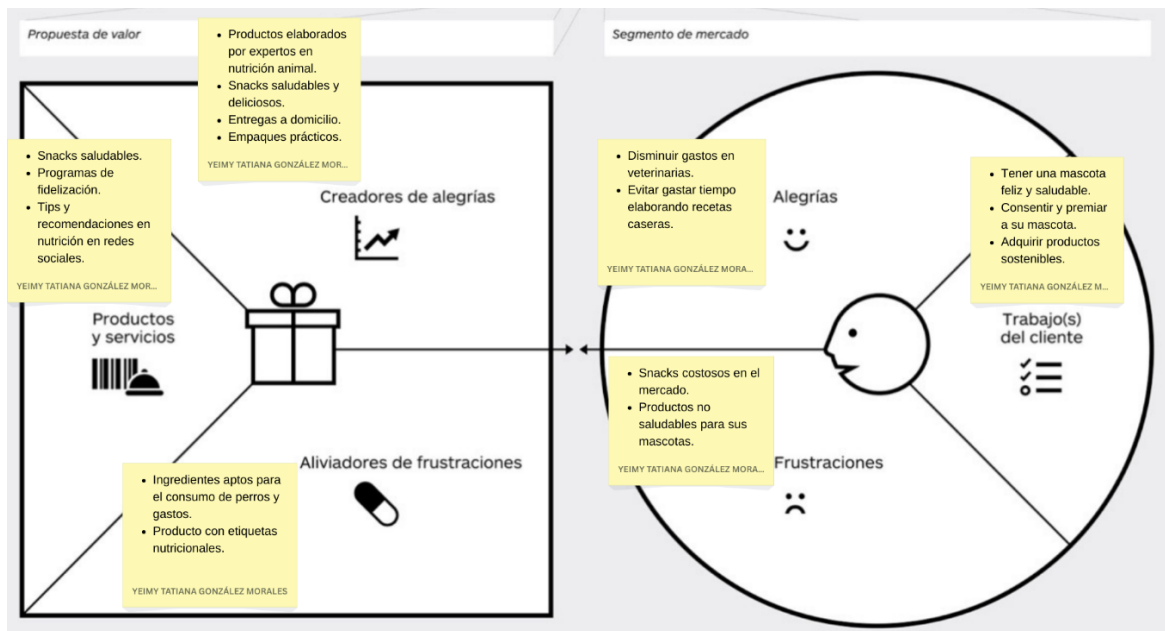 Propuesta de valor
• Productos elaborados
por expertos en
nutrición animal.
• Snacks saludables y
deliciosos.
• Entregas a domicilio.
• Empaques prácticos.
YEIMY TATIANA GONZÁLEZ MOR...
• Snacks saludables.
• Programas de
fidelización.
• Tips y
recomendaciones en
nutrición en redes
sociales.
YEIMY TATIANA GONZÁLEZ MOR...
Creadores de alegrías
Productos
y servicios
Aliviadores de frustraciones
• Ingredientes aptos para
el consumo de perros y
gastos.
• Producto con etiquetas
nutricionales.
YEIMY TATIANA GONZÁLEZ MORALES
Segmento de mercado
• Disminuir gastos en
veterinarias.
• Evitar gastar tiempo
elaborando recetas
caseras.
YEIMY TATIANA GONZÁLEZ MORA...
Alegrías
• Tener una mascota
feliz y saludable.
• Consentir y premiar
a su mascota.
• Adquirir productos
sostenibles.
YEIMY TATIANA GONZÁLEZ M...
Trabajo(s)
del cliente
• Snacks costosos en el
mercado.
• Productos no
saludables para sus
mascotas.
YEIMY TATIANA GONZÁLEZ MORA...
Frustraciones